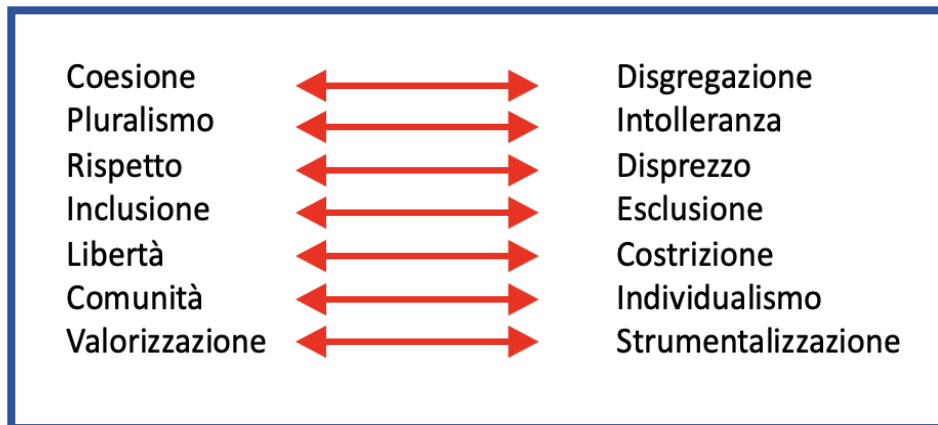 Coesione Disgregazione
Pluralismo Intolleranza
Rispetto Disprezzo
Inclusione Esclusione
Libertà Costrizione
Comunità Individualismo
Valorizzazione Strumentalizzazione